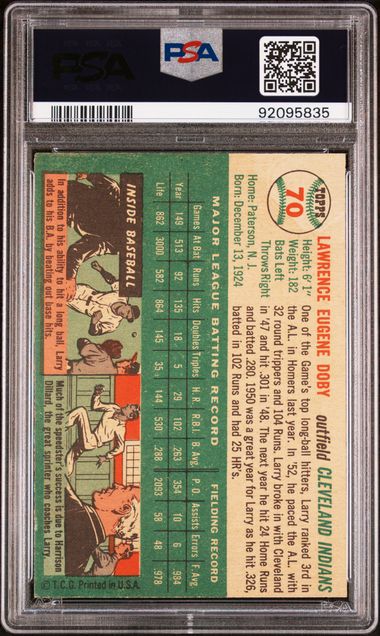 PSA
PSA
92095835
TOPPS
70
LAWRENCE EUGENE DOBY outfield CLEVELAND INDIANS
Height: 6'1"
Weight: 182
Bats Left
Throws Right
Home: Paterson, N. J.
Born: December 13, 1924
One of the Game's top long-ball hitters, Larry ranked 3rd in
the A.L. in Homers last year. In '52, he paced the A.L. with
32 round trippers and 104 Runs. Larry broke in with Cleveland
in '47 and hit .301 in '48. The next year he hit 24 Home Runs
and batted .280. 1950 was a great year for Larry as he hit .326,
batted in 102 Runs and had 25 HR's.
MAJOR LEAGUE BATTING RECORD FIELDING RECORD
Games At Bat Runs Hits Doubles Triples H. R. R.B.I. B. Avg. P. O. Assists Errors F. Avg.
Year 149 513 92 135 18 5 29 102 .263 354 10 6 .984
Life 862 3000 582 864 145 35 144 530 .288 2093 58 48 .978
INSIDE BASEBALL
In addition to his ability to hit a long ball, Larry
adds to his B.A. by beating out base hits.
Much of the speedster's success is due to Harrison
Dillard, the great sprinter who coaches Larry.
© T.C.G. Printed in U.S.A.